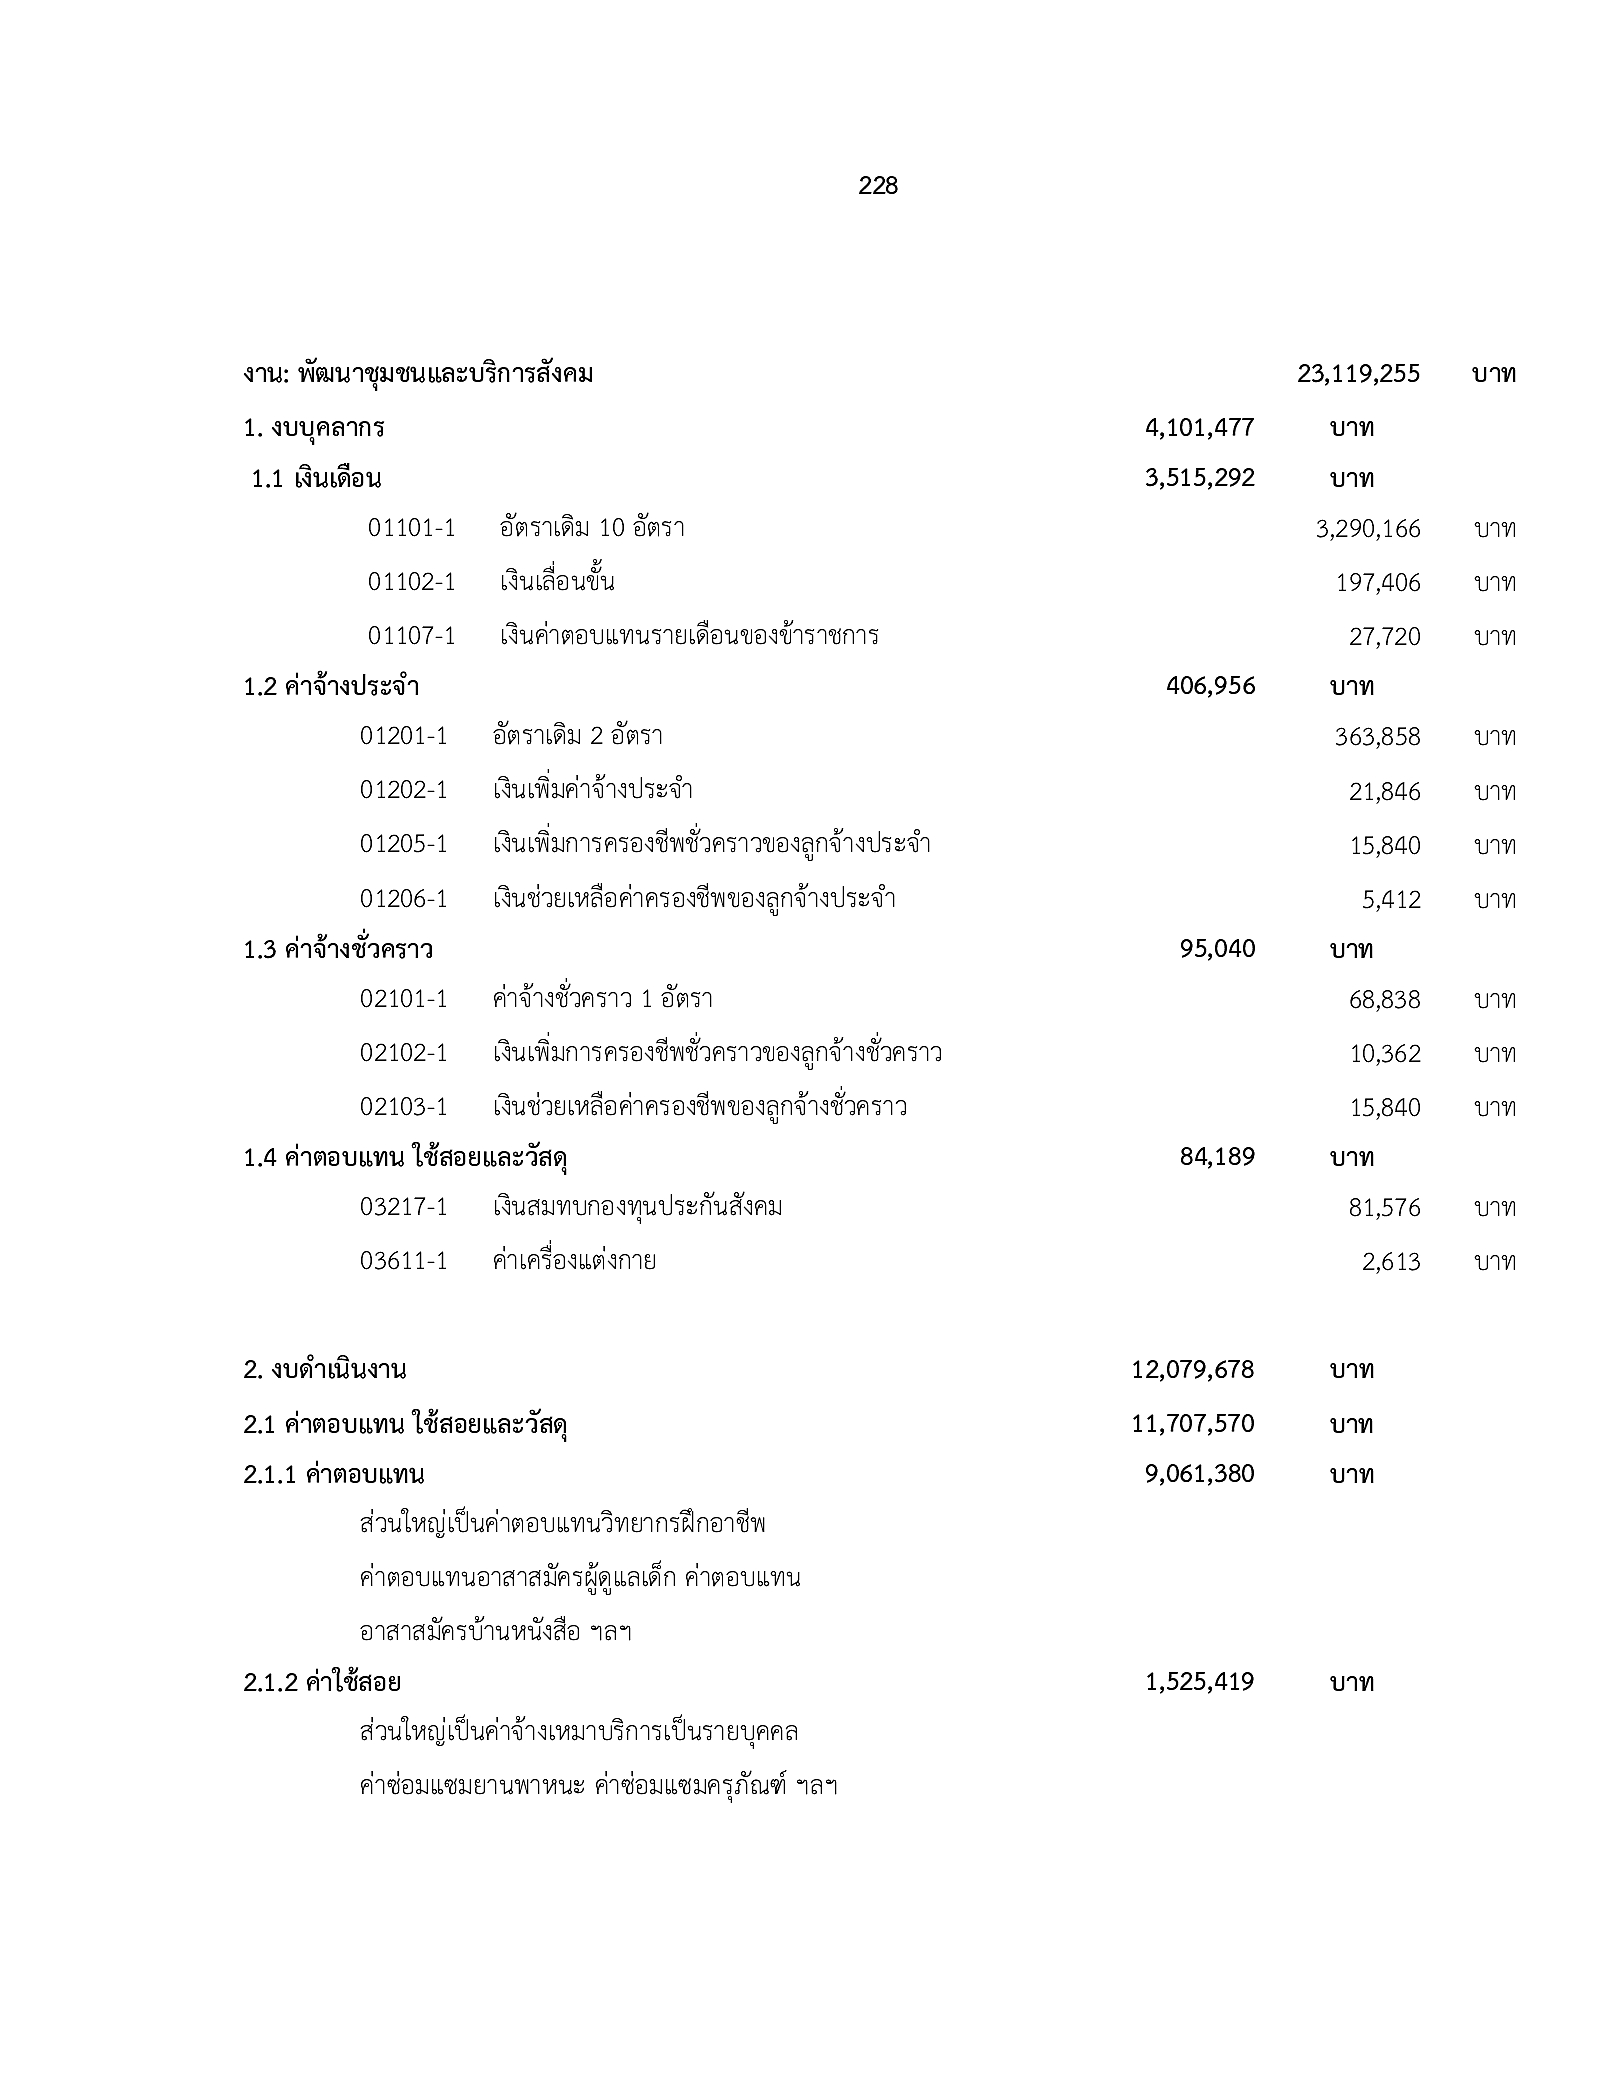 228
งาน: พัฒนาชุมชนและบริการสังคม 23,119,255 บาท
1. งบบุคลากร 4,101,477 บาท
1.1 เงินเดือน 3,515,292 บาท
01101-1 อัตราเดิม 10 อัตรา 3,290,166 บาท
01102-1 เงินเลื่อนขั้น 197,406 บาท
01107-1 เงินค่าตอบแทนรายเดือนของข้าราชการ 27,720 บาท
1.2 ค่าจ้างประจำ 406,956 บาท
01201-1 อัตราเดิม 2 อัตรา 363,858 บาท
01202-1 เงินเพิ่มค่าจ้างประจำ 21,846 บาท
01205-1 เงินเพิ่มการครองชีพชั่วคราวของลูกจ้างประจำ 15,840 บาท
01206-1 เงินช่วยเหลือค่าครองชีพของลูกจ้างประจำ 5,412 บาท
1.3 ค่าจ้างชั่วคราว 95,040 บาท
02101-1 ค่าจ้างชั่วคราว 1 อัตรา 68,838 บาท
02102-1 เงินเพิ่มการครองชีพชั่วคราวของลูกจ้างชั่วคราว 10,362 บาท
02103-1 เงินช่วยเหลือค่าครองชีพของลูกจ้างชั่วคราว 15,840 บาท
1.4 ค่าตอบแทน ใช้สอยและวัสดุ 84,189 บาท
03217-1 เงินสมทบกองทุนประกันสังคม 81,576 บาท
03611-1 ค่าเครื่องแต่งกาย 2,613 บาท
2. งบดำเนินงาน 12,079,678 บาท
2.1 ค่าตอบแทน ใช้สอยและวัสดุ 11,707,570 บาท
2.1.1 ค่าตอบแทน 9,061,380 บาท
ส่วนใหญ่เป็นค่าตอบแทนวิทยากรฝึกอาชีพ
ค่าตอบแทนอาสาสมัครผู้ดูแลเด็ก ค่าตอบแทน
อาสาสมัครบ้านหนังสือ ฯลฯ
2.1.2 ค่าใช้สอย 1,525,419 บาท
ส่วนใหญ่เป็นค่าจ้างเหมาบริการเป็นรายบุคคล
ค่าซ่อมแซมยานพาหนะ ค่าซ่อมแซมครุภัณฑ์ ฯลฯ